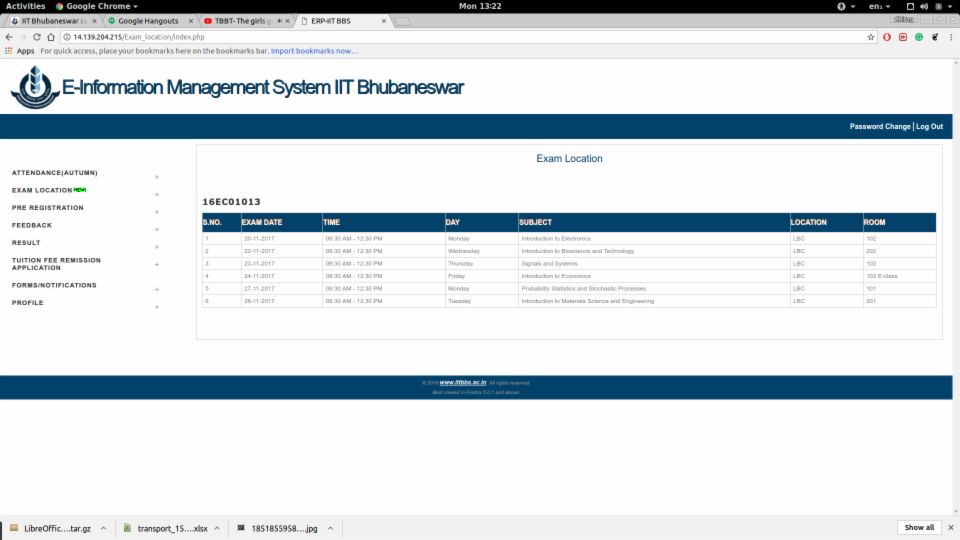 Activities Google Chrome Mon 13:22 en
IIT Bhubaneswar Google Hangouts TBBT- The girls g ERP-IIT BBS
14.139.204.215/Exam_location/index.php
Apps For quick access, place your bookmarks here on the bookmarks bar. Import bookmarks now…
E-Information Management System IIT Bhubaneswar
Password Change | Log Out
ATTENDANCE(AUTUMN)
EXAM LOCATION
PRE REGISTRATION
FEEDBACK
RESULT
TUITION FEE REMISSION
APPLICATION
FORMS/NOTIFICATIONS
PROFILE
Exam Location
16EC01013
S.NO. EXAM DATE TIME DAY SUBJECT LOCATION ROOM
1 20-11-2017 09:30 AM - 12:30 PM Monday Introduction to Electronics LBC 102
2 22-11-2017 09:30 AM - 12:30 PM Wednesday Introduction to Bioscience and Technology LBC 202
3 23-11-2017 09:30 AM - 12:30 PM Thursday Signals and Systems LBC 102
4 24-11-2017 09:30 AM - 12:30 PM Friday Introduction to Economics LBC 103 E-class
5 27-11-2017 09:30 AM - 12:30 PM Monday Probability Statistics and Stochastic Processes LBC 101
6 28-11-2017 09:30 AM - 12:30 PM Tuesday Introduction to Materials Science and Engineering LBC 201
www.iitbbs.ac.in. All rights reserved.
Best viewed in Firefox 5.0.1 and above
LibreOffic....tar.gz transport_15....xlsx 1851855958....jpg Show all